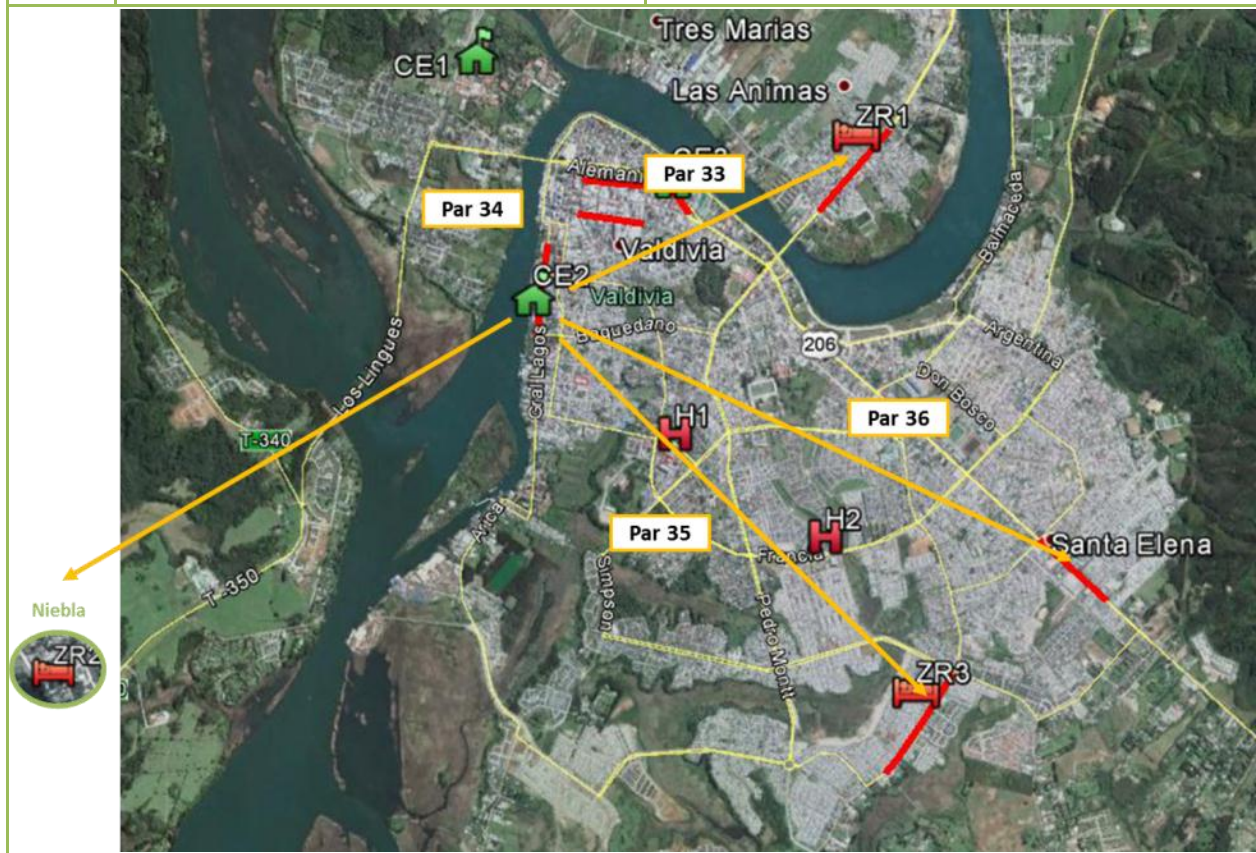 Tres Marias
CE1
Las Animas
ZR1
Par 33
Par 34
Valdivia
CE2
Valdivia
Balmaceda
Baquedano
Gral Lagos
Los-Lingues
206
Argentina
Don Bosco
Par 36
T-340
H1
Arica
Par 35
H2
Francia
Santa Elena
T-350
Simpson
Pedro Montt
Niebla
ZR2
ZR3